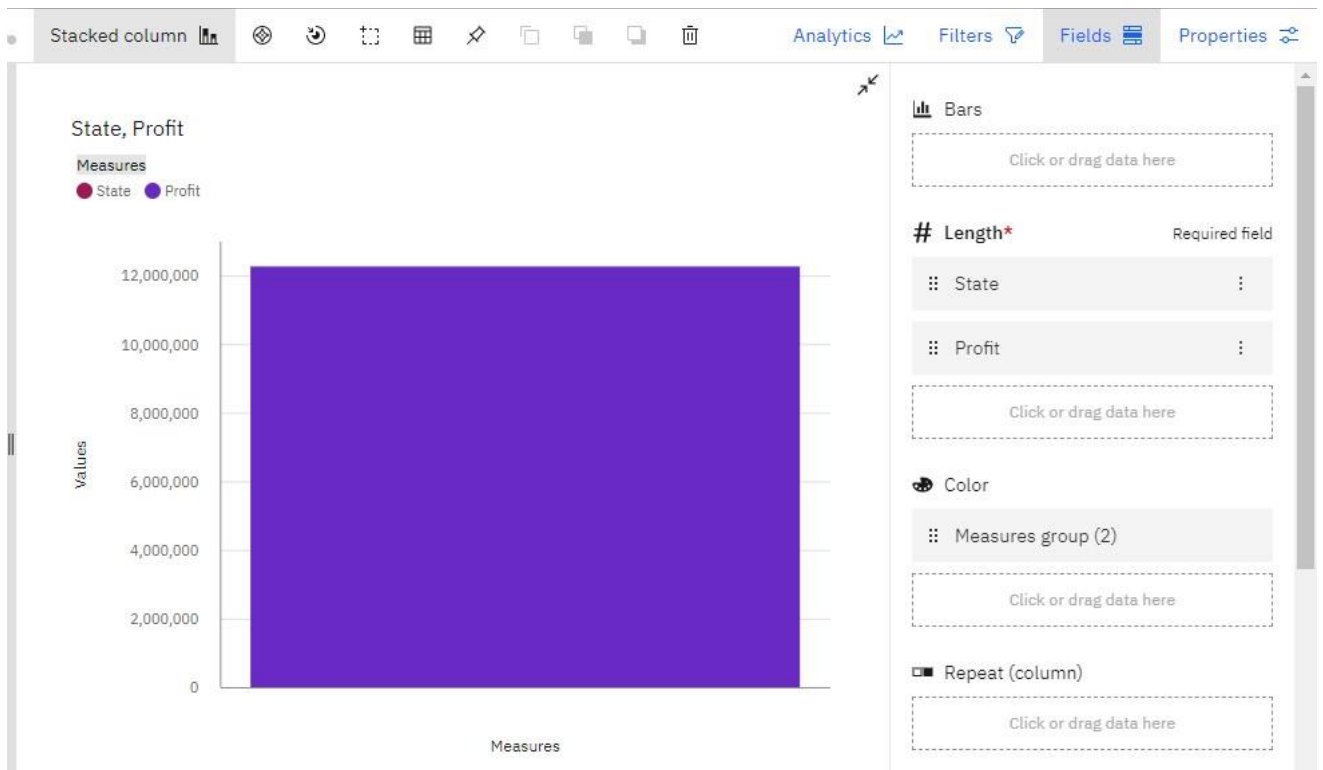 Stacked column Analytics Filters Fields Properties
State, Profit
Measures
State Profit
12,000,000
10,000,000
8,000,000
6,000,000
4,000,000
2,000,000
0
Values
Measures
Bars
Click or drag data here
# Length* Required field
State
Profit
Click or drag data here
Color
Measures group (2)
Click or drag data here
Repeat (column)
Click or drag data here